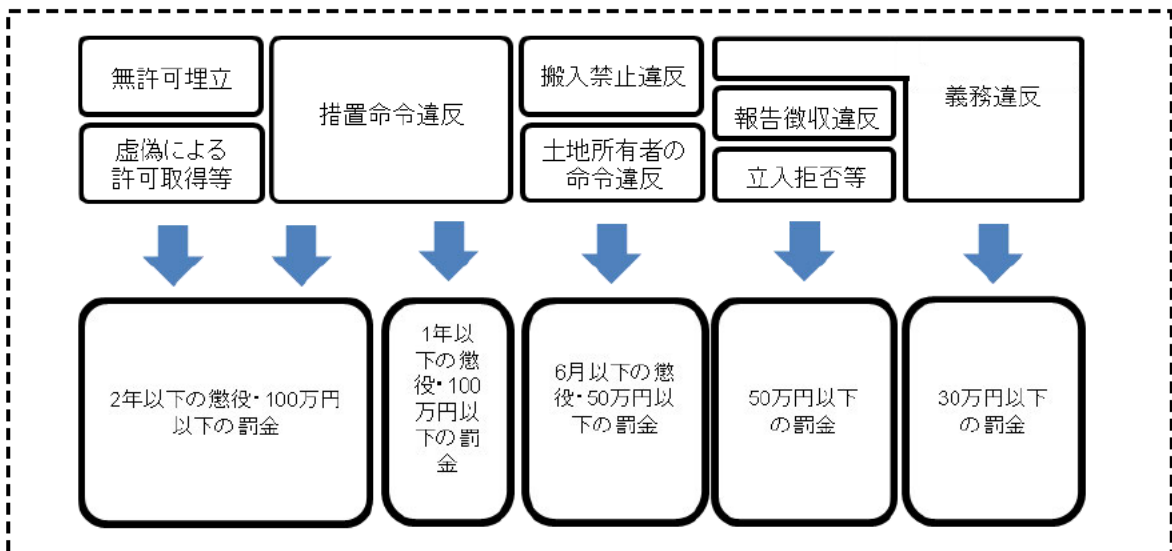 無許可埋立
虚偽による
許可取得等
措置命令違反
搬入禁止違反
土地所有者の
命令違反
報告徴収違反
立入拒否等
義務違反
2年以下の懲役・100万円
以下の罰金
1年以
下の懲
役・100
万円以
下の罰
金
6月以下の懲
役・50万円以
下の罰金
50万円以下
の罰金
30万円以下
の罰金